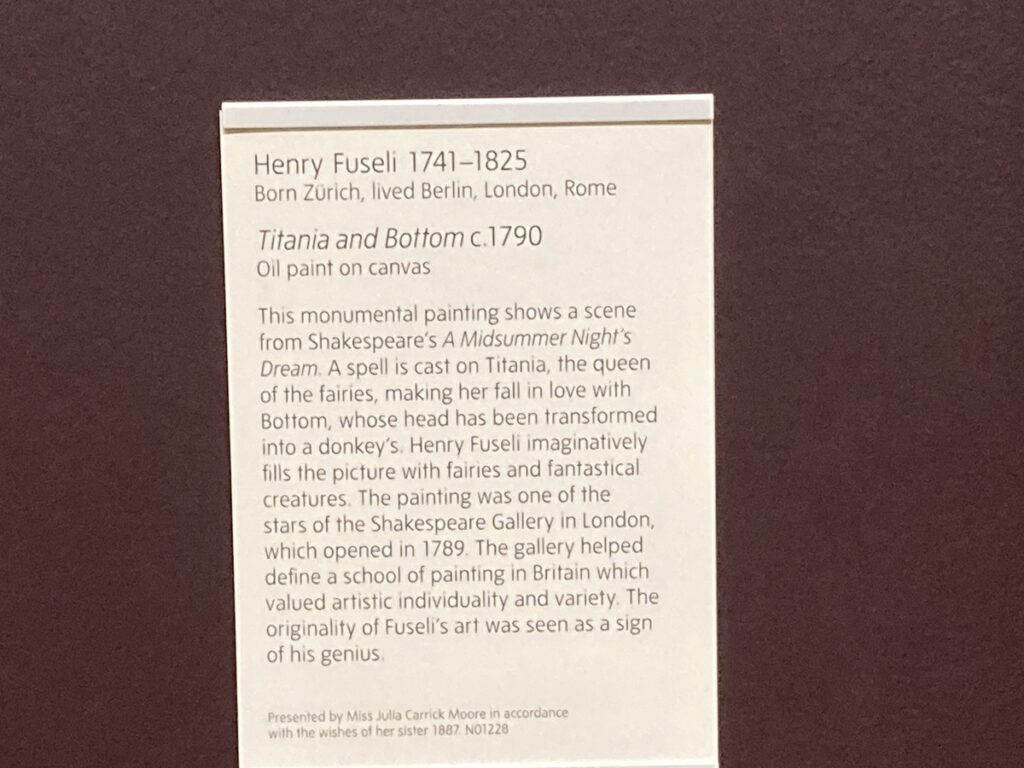 Henry Fuseli 1741–1825
Born Zürich, lived Berlin, London, Rome
Titania and Bottom c.1790
Oil paint on canvas
This monumental painting shows a scene
from Shakespeare's A Midsummer Night's
Dream. A spell is cast on Titania, the queen
of the fairies, making her fall in love with
Bottom, whose head has been transformed
into a donkey's. Henry Fuseli imaginatively
fills the picture with fairies and fantastical
creatures. The painting was one of the
stars of the Shakespeare Gallery in London,
which opened in 1789. The gallery helped
define a school of painting in Britain which
valued artistic individuality and variety. The
originality of Fuseli's art was seen as a sign
of his genius.
Presented by Miss Julia Carrick Moore in accordance
with the wishes of her sister 1887. N01228